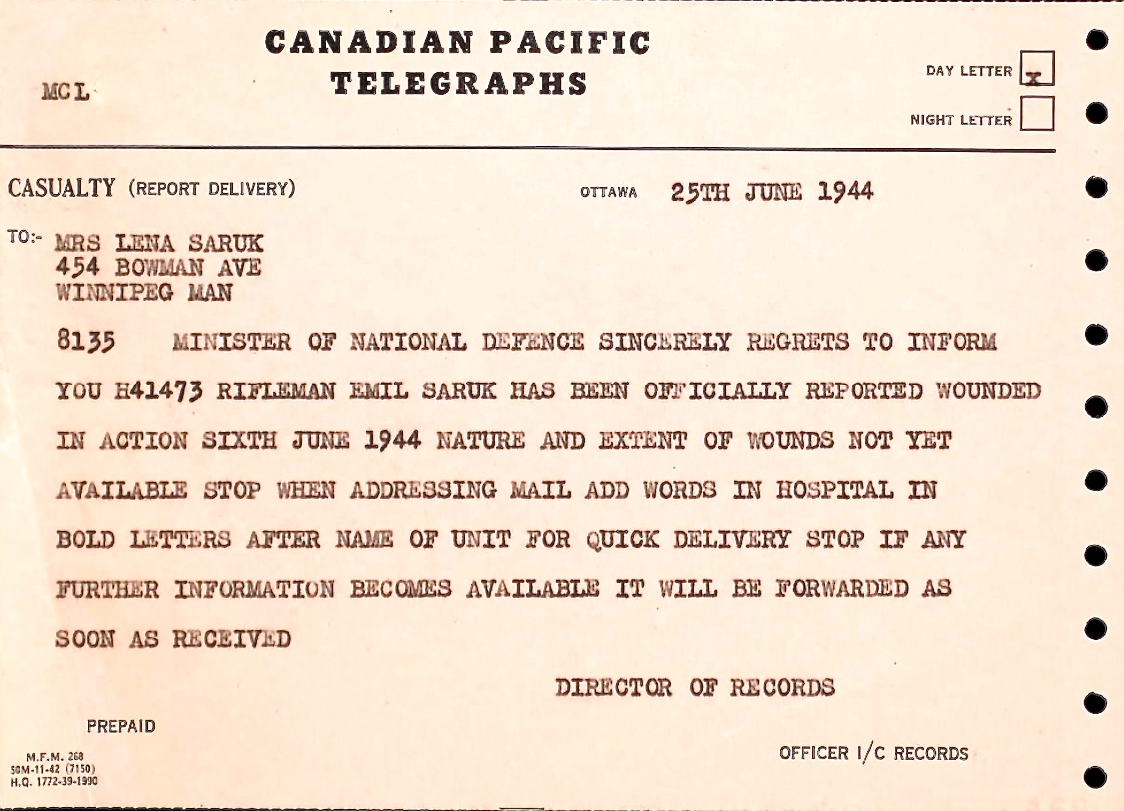 CANADIAN PACIFIC
TELEGRAPHS
MCL
DAY LETTER x
NIGHT LETTER
CASUALTY (REPORT DELIVERY)
OTTAWA 25TH JUNE 1944
TO:- MRS LENA SARUK
454 BOWMAN AVE
WINNIPEG MAN
8135 MINISTER OF NATIONAL DEFENCE SINCERELY REGRETS TO INFORM
YOU H41473 RIFLEMAN EMIL SARUK HAS BEEN OFFICIALLY REPORTED WOUNDED
IN ACTION SIXTH JUNE 1944 NATURE AND EXTENT OF WOUNDS NOT YET
AVAILABLE STOP WHEN ADDRESSING MAIL ADD WORDS IN HOSPITAL IN
BOLD LETTERS AFTER NAME OF UNIT FOR QUICK DELIVERY STOP IF ANY
FURTHER INFORMATION BECOMES AVAILABLE IT WILL BE FORWARDED AS
SOON AS RECEIVED
DIRECTOR OF RECORDS
PREPAID
OFFICER I/C RECORDS
M.F.M. 268
50M-11-42 (7150)
H.Q. 1772-39-1990